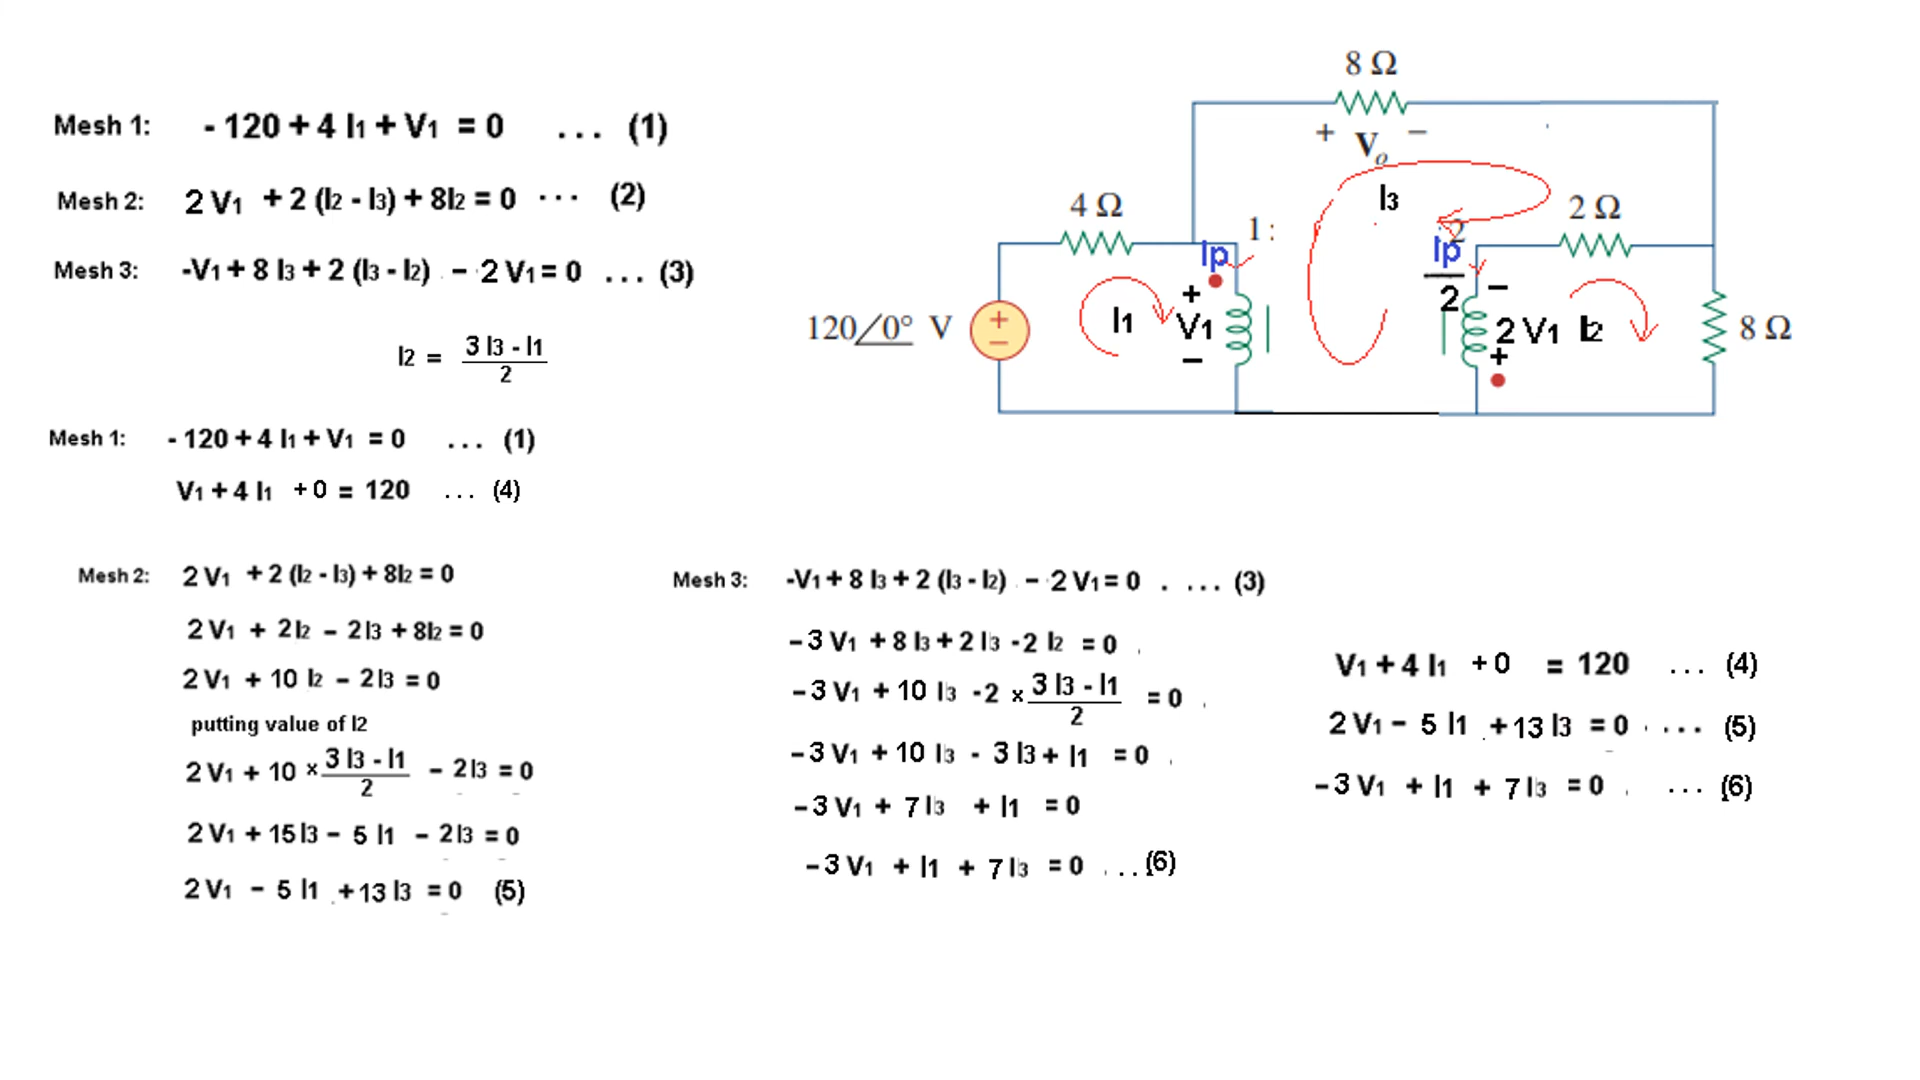 Mesh 1: - 120 + 4 I1 + V1 = 0 ... (1)
Mesh 2: 2 V1 + 2 (I2 - I3) + 8I2 = 0 ... (2)
Mesh 3: -V1 + 8 I3 + 2 (I3 - I2) - 2 V1 = 0 ... (3)
I2 = 3 I3 - I1 / 2
Mesh 1: - 120 + 4 I1 + V1 = 0 ... (1)
V1 + 4 I1 + 0 = 120 ... (4)
8 Ω
+ Vo −
I3
4 Ω
1 : 2
2 Ω
Ip
Ip / 2
120∠0° V
+
−
I1
+
V1
−
−
2 V1
+
I2
8 Ω
Mesh 2: 2 V1 + 2 (I2 - I3) + 8I2 = 0
2 V1 + 2I2 - 2I3 + 8I2 = 0
2 V1 + 10 I2 - 2I3 = 0
putting value of I2
2 V1 + 10 × 3 I3 - I1 / 2 - 2I3 = 0
2 V1 + 15I3 - 5 I1 - 2I3 = 0
2 V1 - 5 I1 + 13 I3 = 0 (5)
Mesh 3: -V1 + 8 I3 + 2 (I3 - I2) - 2 V1 = 0 . ... (3)
- 3 V1 + 8 I3 + 2 I3 - 2 I2 = 0
- 3 V1 + 10 I3 - 2 × 3 I3 - I1 / 2 = 0
- 3 V1 + 10 I3 - 3 I3 + I1 = 0
- 3 V1 + 7 I3 + I1 = 0
- 3 V1 + I1 + 7 I3 = 0 ... (6)
V1 + 4 I1 + 0 = 120 ... (4)
2 V1 - 5 I1 + 13 I3 = 0 ... (5)
- 3 V1 + I1 + 7 I3 = 0 ... (6)